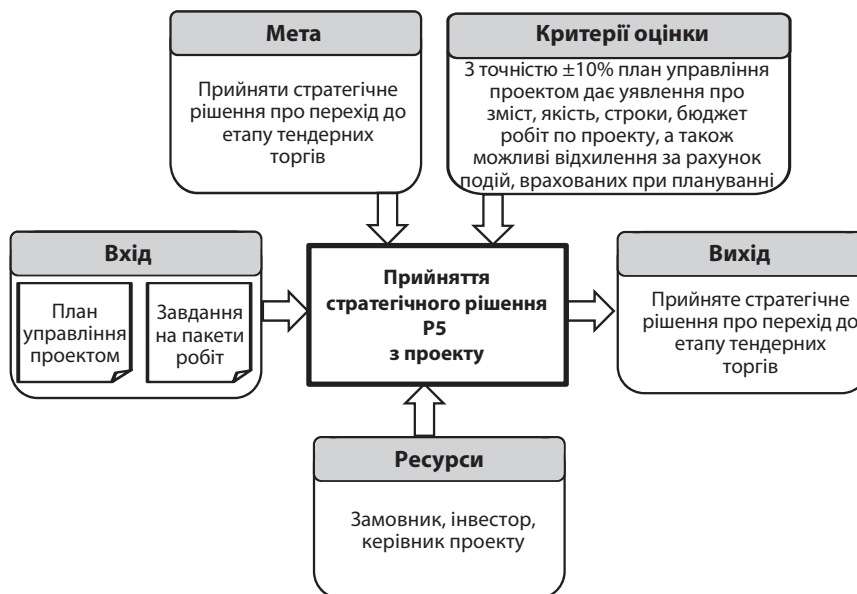 Мета
Прийняти стратегічне
рішення про перехід до
етапу тендерних
торгів
Критерії оцінки
З точністю ±10% план управління
проектом дає уявлення про
зміст, якість, строки, бюджет
робіт по проекту, а також
можливі відхилення за рахунок
подій, врахованих при плануванні
Вхід
План
управління
проектом
Завдання
на пакети
робіт
Прийняття
стратегічного рішення
Р5
з проекту
Вихід
Прийняте стратегічне
рішення про перехід до
етапу тендерних
торгів
Ресурси
Замовник, інвестор,
керівник проекту